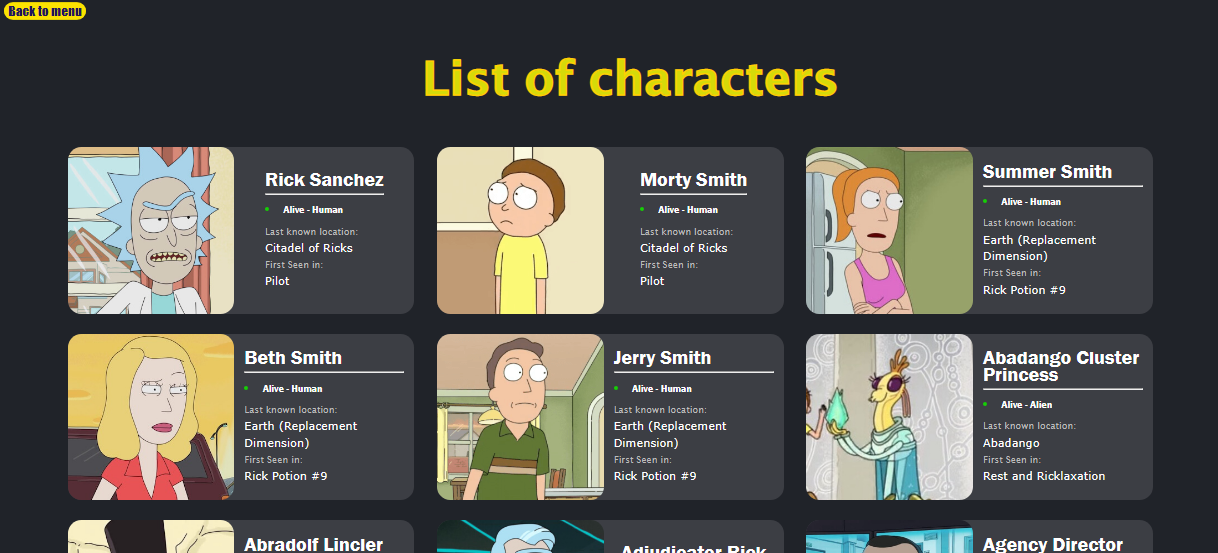 Back to menu
List of characters
Rick Sanchez
Alive - Human
Last known location:
Citadel of Ricks
First Seen in:
Pilot
Morty Smith
Alive - Human
Last known location:
Citadel of Ricks
First Seen in:
Pilot
Summer Smith
Alive - Human
Last known location:
Earth (Replacement
Dimension)
First Seen in:
Rick Potion #9
Beth Smith
Alive - Human
Last known location:
Earth (Replacement
Dimension)
First Seen in:
Rick Potion #9
Jerry Smith
Alive - Human
Last known location:
Earth (Replacement
Dimension)
First Seen in:
Rick Potion #9
Abadango Cluster
Princess
Alive - Alien
Last known location:
Abadango
First Seen in:
Rest and Ricklaxation
Abradolf Lincler
Adjudicator Rick
Agency Director